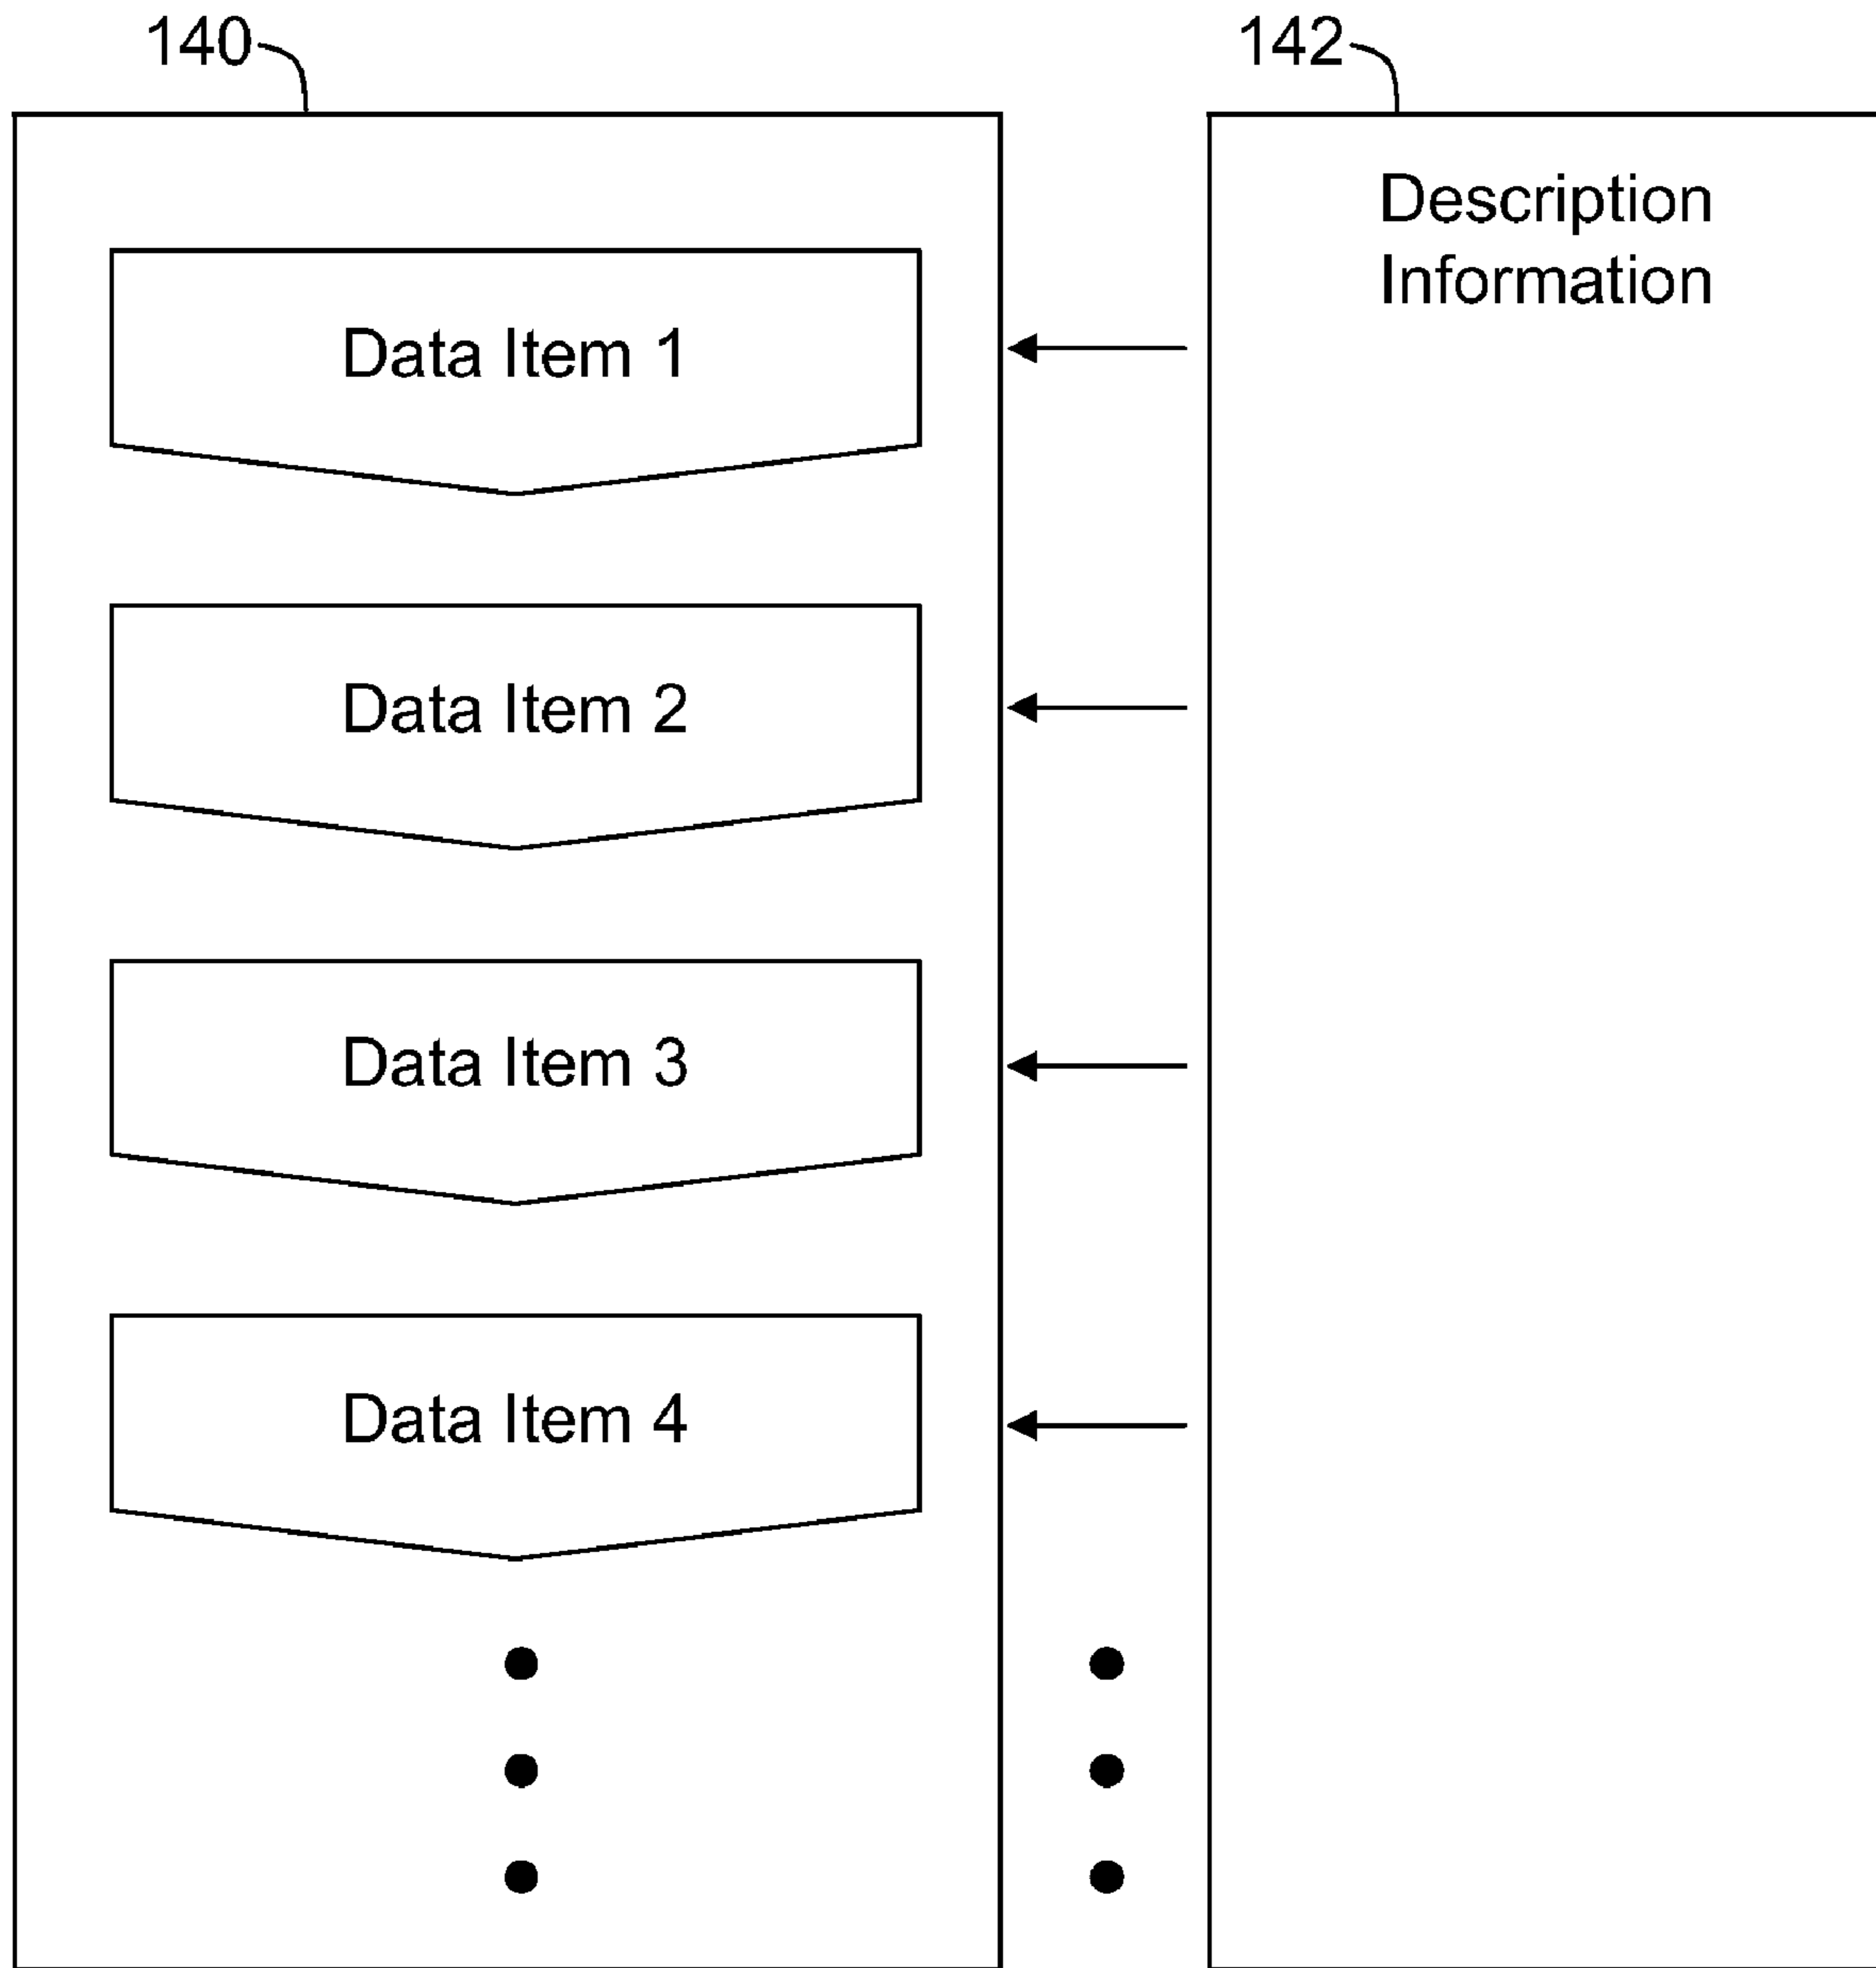 140
142
Description
Information
Data Item 1
Data Item 2
Data Item 3
Data Item 4